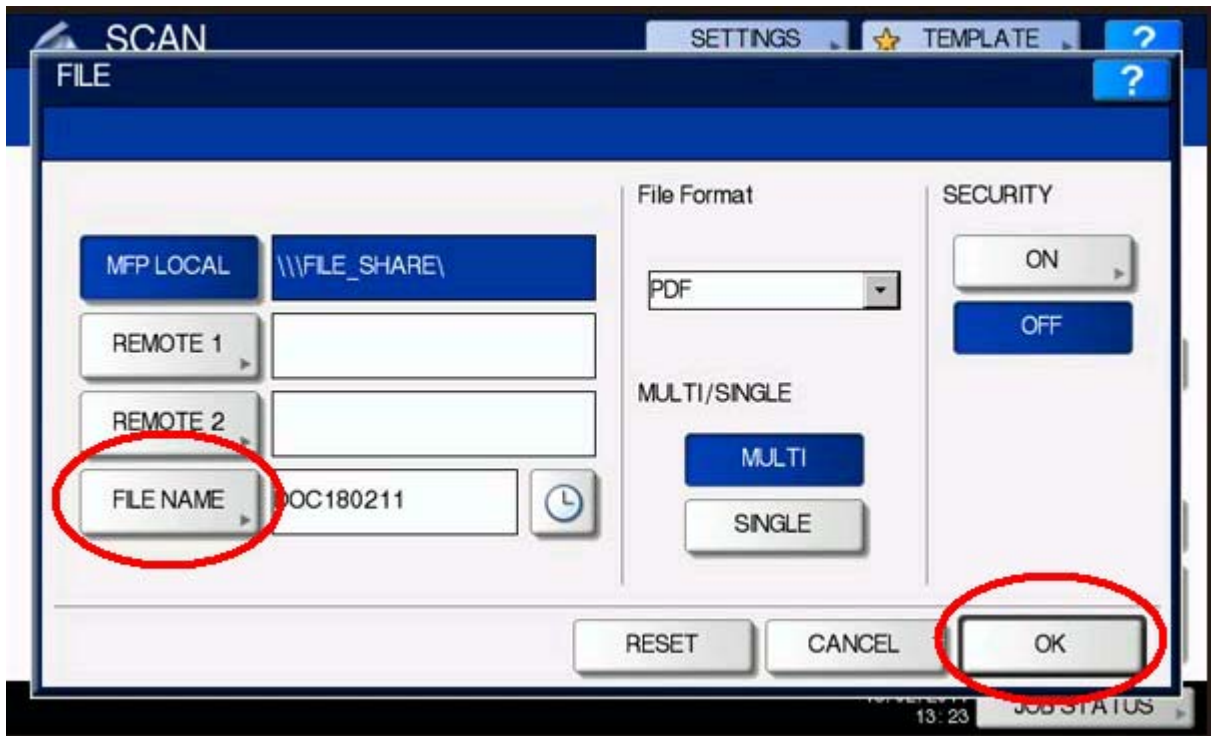 SCAN
SETTINGS
TEMPLATE
?
FILE
?
File Format
SECURITY
MFP LOCAL
\\\FILE_SHARE\
ON
PDF
OFF
REMOTE 1
MULTI/SINGLE
REMOTE 2
MULTI
FILE NAME
DOC180211
SINGLE
RESET
CANCEL
OK
13:23
JOB STATUS